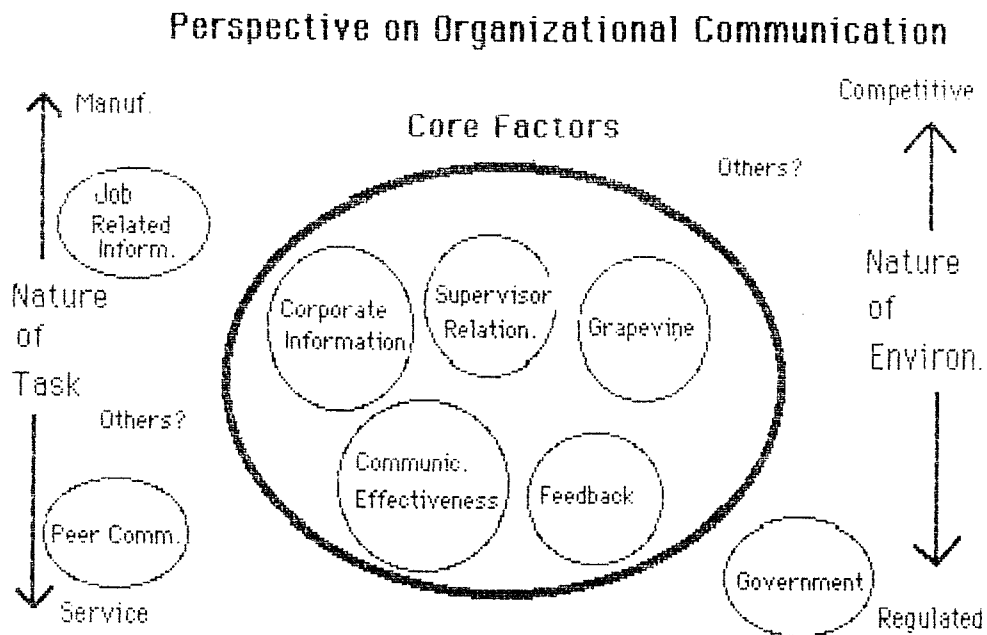 Perspective on Organizational Communication
Manuf.
Competitive
Core Factors
Others?
Job
Related
Inform.
Nature
of
Task
Corporate
Information
Supervisor
Relation.
Grapevine
Nature
of
Environ.
Others?
Communic.
Effectiveness
Feedback
Peer Comm.
Government
Service
Regulated